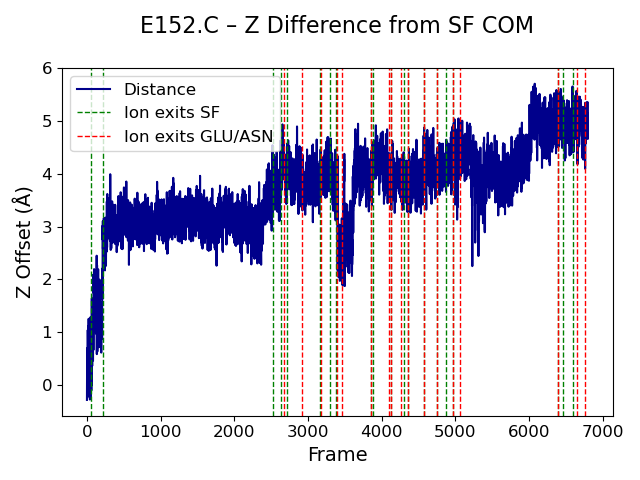 E152.C – Z Difference from SF COM
6
5
4
3
2
1
0
Z Offset (Å)
Distance
Ion exits SF
Ion exits GLU/ASN
0 1000 2000 3000 4000 5000 6000 7000
Frame